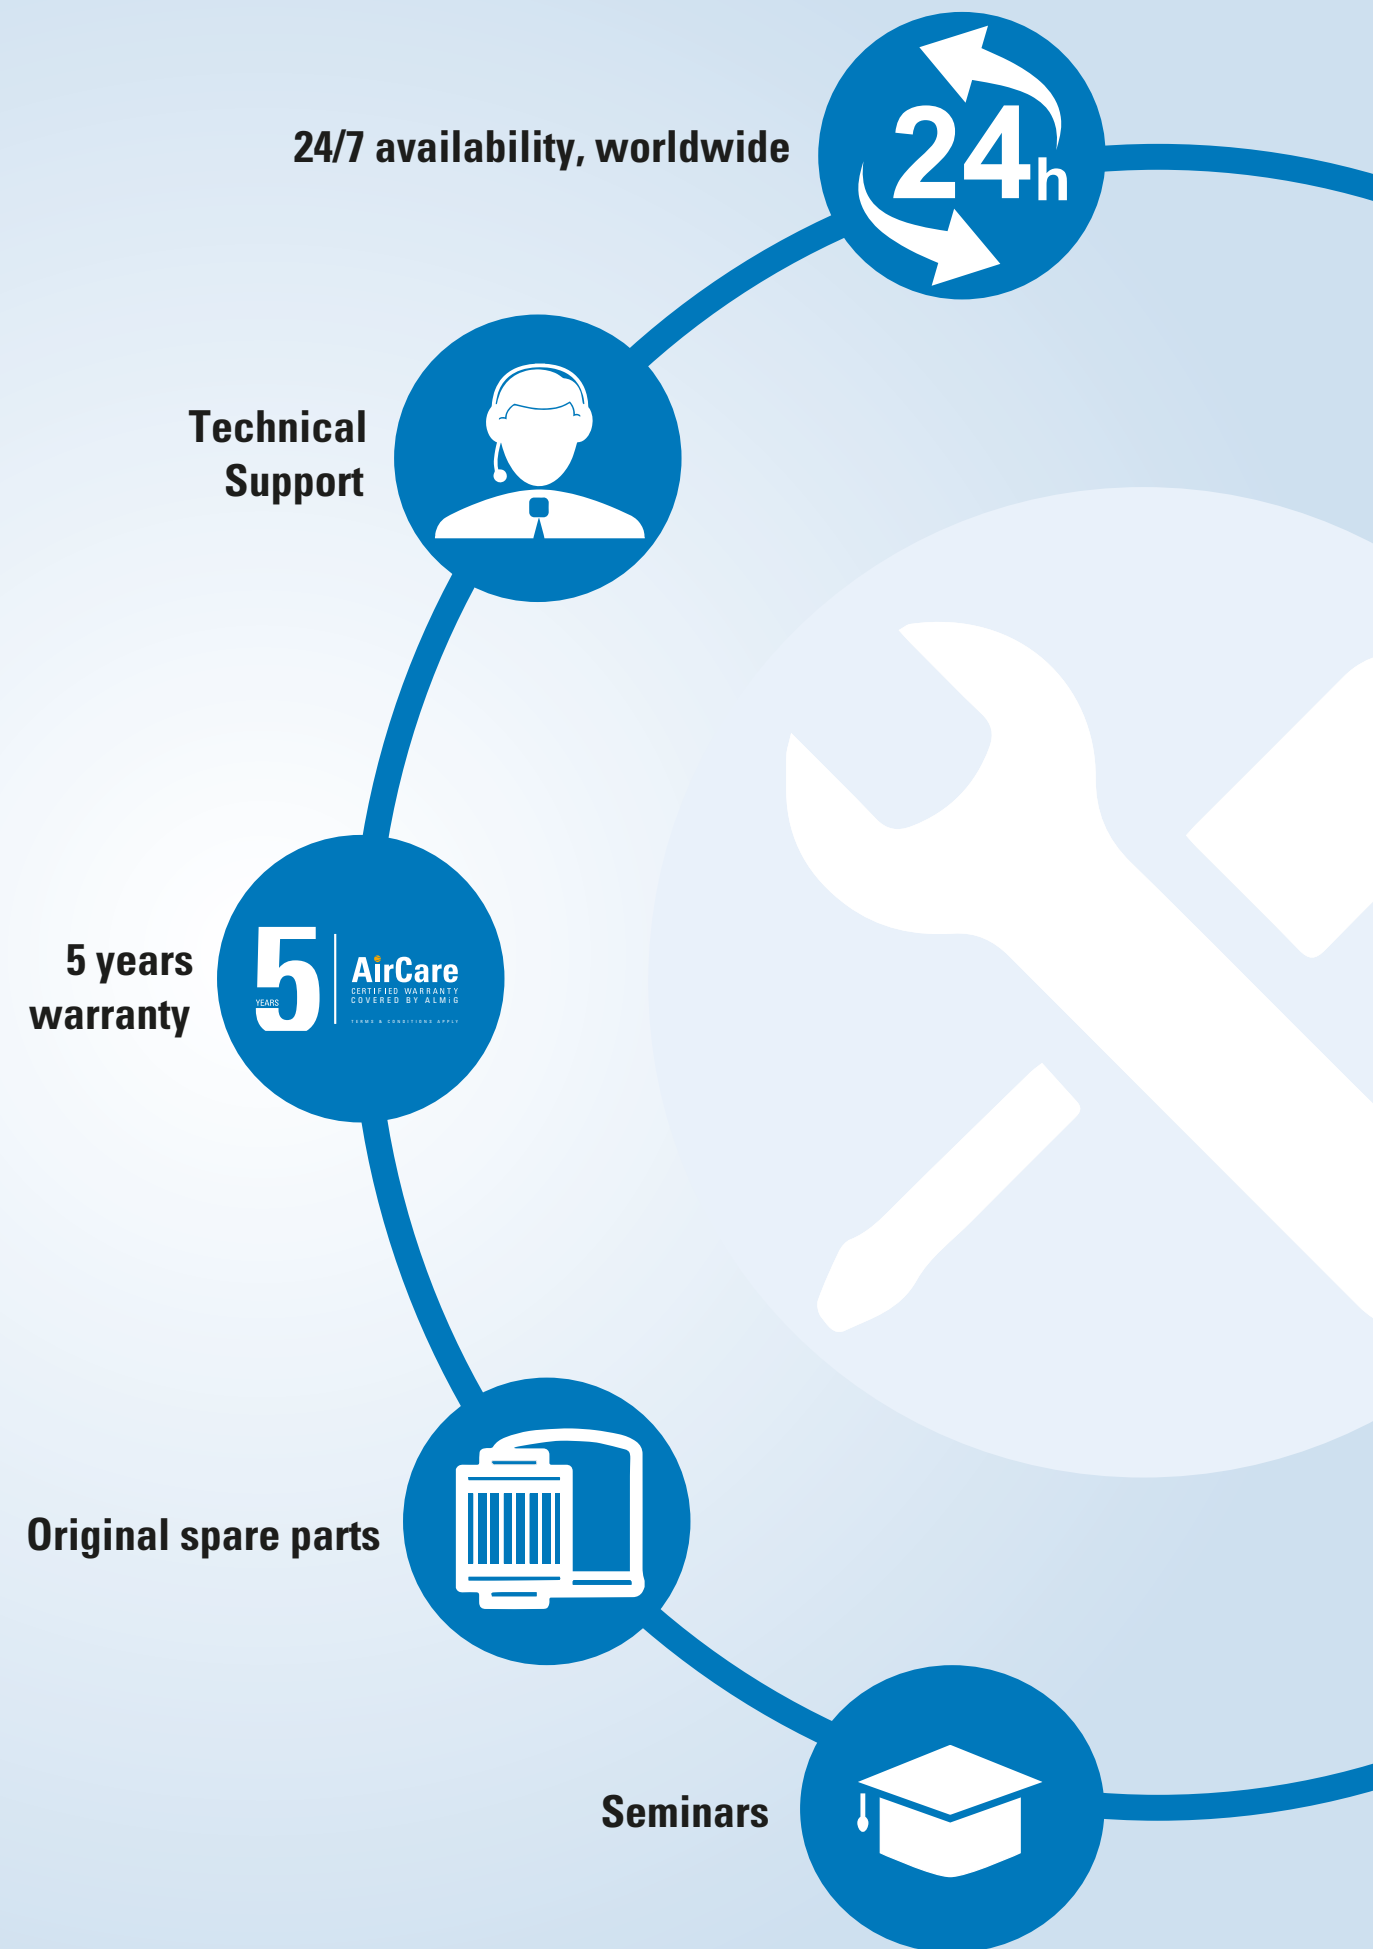 24/7 availability, worldwide
24h
Technical
Support
5 years
warranty
5
YEARS
AirCare
CERTIFIED WARRANTY
COVERED BY ALMiG
TERMS & CONDITIONS APPLY
Original spare parts
Seminars